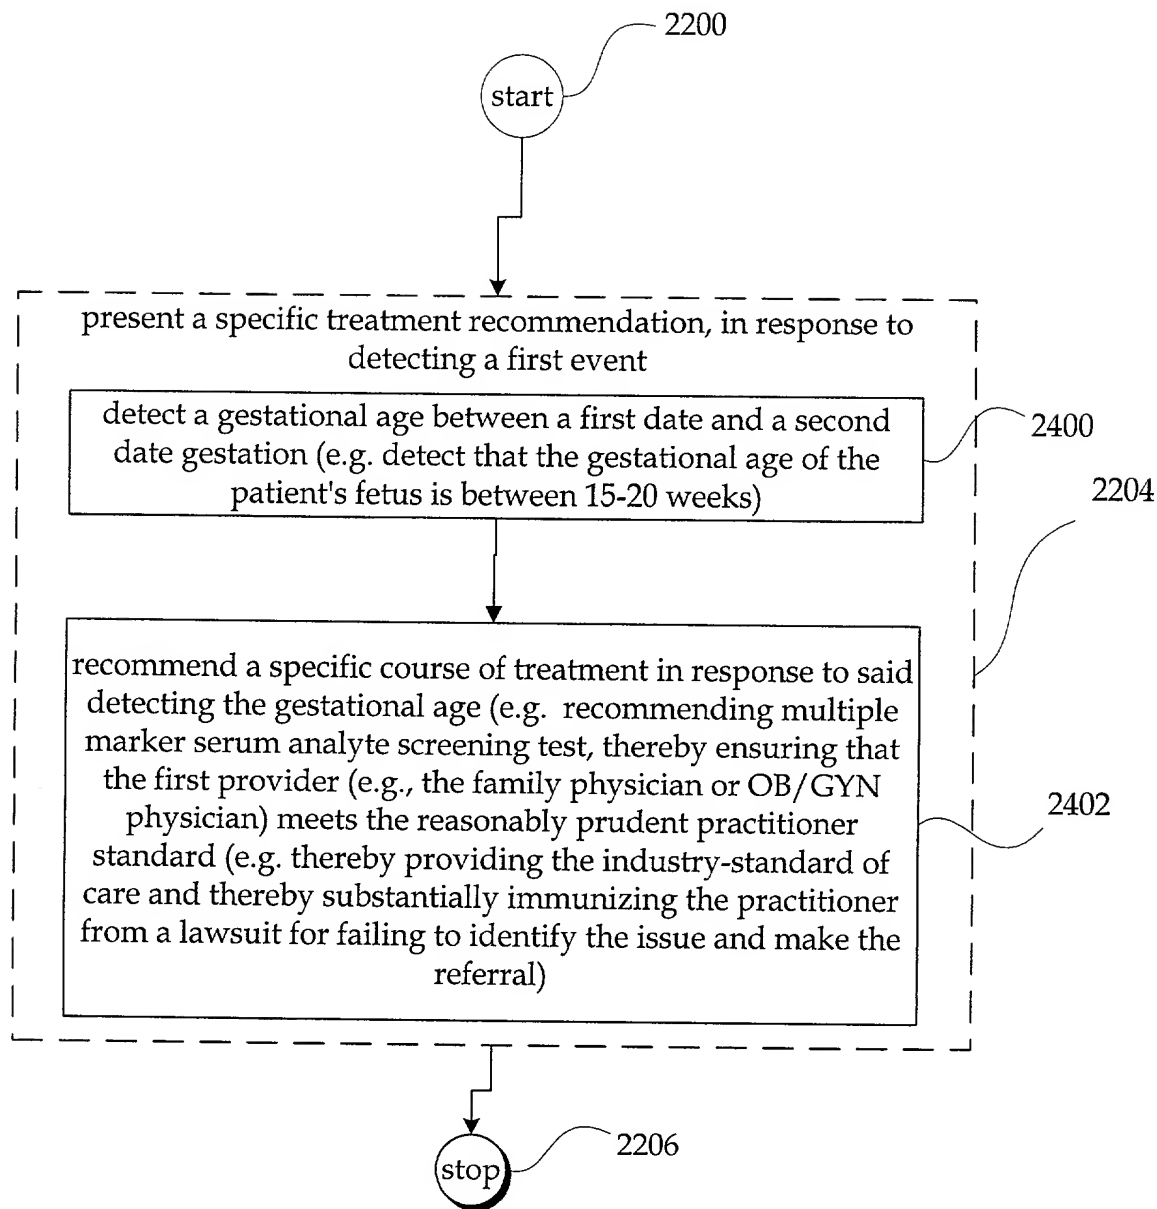 2200
start
present a specific treatment recommendation, in response to
detecting a first event
detect a gestational age between a first date and a second
date gestation (e.g. detect that the gestational age of the
patient's fetus is between 15-20 weeks)
2400
2204
recommend a specific course of treatment in response to said
detecting the gestational age (e.g. recommending multiple
marker serum analyte screening test, thereby ensuring that
the first provider (e.g., the family physician or OB/GYN
physician) meets the reasonably prudent practitioner
standard (e.g. thereby providing the industry-standard of
care and thereby substantially immunizing the practitioner
from a lawsuit for failing to identify the issue and make the
referral)
2402
stop
2206